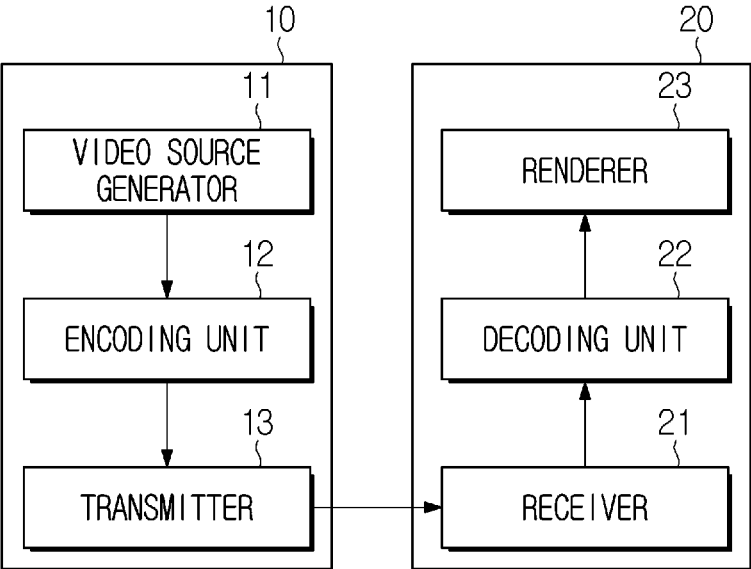 10
20
11
VIDEO SOURCE
GENERATOR
12
ENCODING UNIT
13
TRANSMITTER
23
RENDERER
22
DECODING UNIT
21
RECEIVER